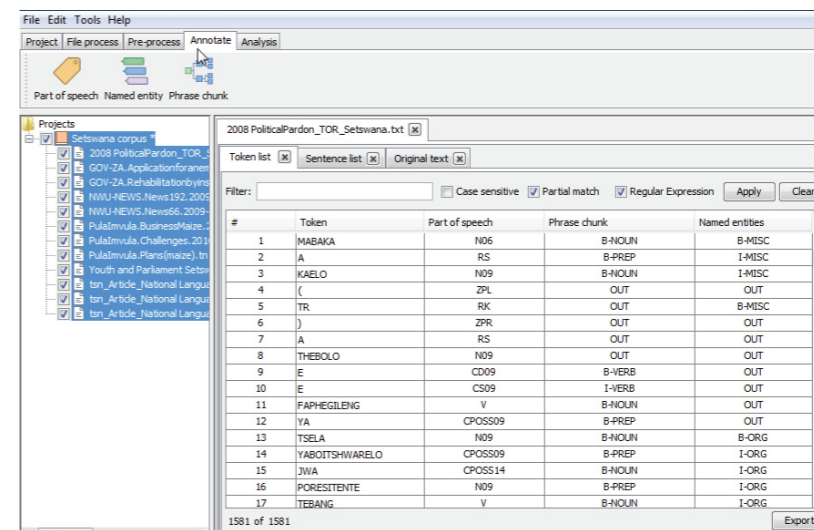 File Edit Tools Help
Project File process Pre-process Annotate Analysis
Part of speech Named entity Phrase chunk
Projects
Setswana corpus *
2008 PoliticalPardon_TOR_S
GOV-ZA.Applicationforanem
GOV-ZA.Rehabilitationbyins
NWU-NEWS.News192.2009
NWU-NEWS.News66.2009-
PulaImvula.BusinessMaize.2
PulaImvula.Challenges.201
PulaImvula.Plans(maize).tn
Youth and Parliament Setsw
tsn_Article_National Langua
tsn_Article_National Langua
tsn_Article_National Langua
2008 PoliticalPardon_TOR_Setswana.txt
Token list Sentence list Original text
Filter: Case sensitive Partial match Regular Expression Apply Clear
# Token Part of speech Phrase chunk Named entities
1 MABAKA N06 B-NOUN B-MISC
2 A RS B-PREP I-MISC
3 KAELO N09 B-NOUN I-MISC
4 ( ZPL OUT OUT
5 TR RK OUT B-MISC
6 ) ZPR OUT OUT
7 A RS OUT OUT
8 THEBOLO N09 OUT OUT
9 E CD09 B-VERB OUT
10 E CS09 I-VERB OUT
11 FAPHEGILENG V B-NOUN OUT
12 YA CPOSS09 B-PREP OUT
13 TSELA N09 B-NOUN B-ORG
14 YABOITSHWARELO CPOSS09 B-PREP I-ORG
15 JWA CPOSS14 B-NOUN I-ORG
16 PORESITENTE N09 B-PREP I-ORG
17 TEBANG V B-NOUN I-ORG
1581 of 1581 Export